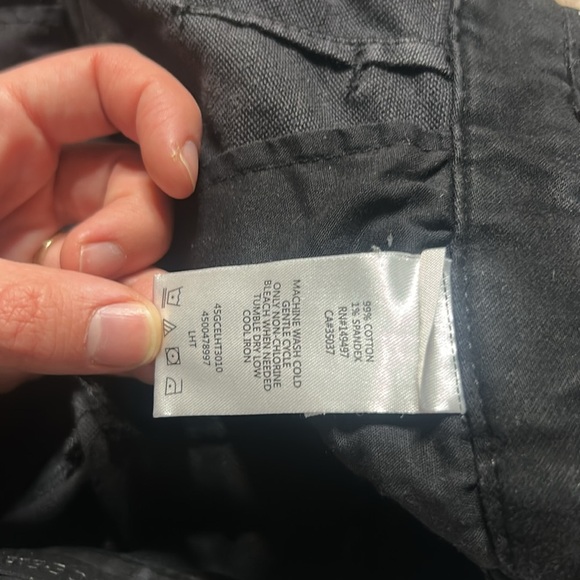 99% COTTON
1% SPANDEX
RN#149497
CA#35037
MACHINE WASH COLD
GENTLE CYCLE
ONLY NON-CHLORINE
BLEACH WHEN NEEDED
TUMBLE DRY LOW
COOL IRON
45GCELHT3010
4500478997
LHT